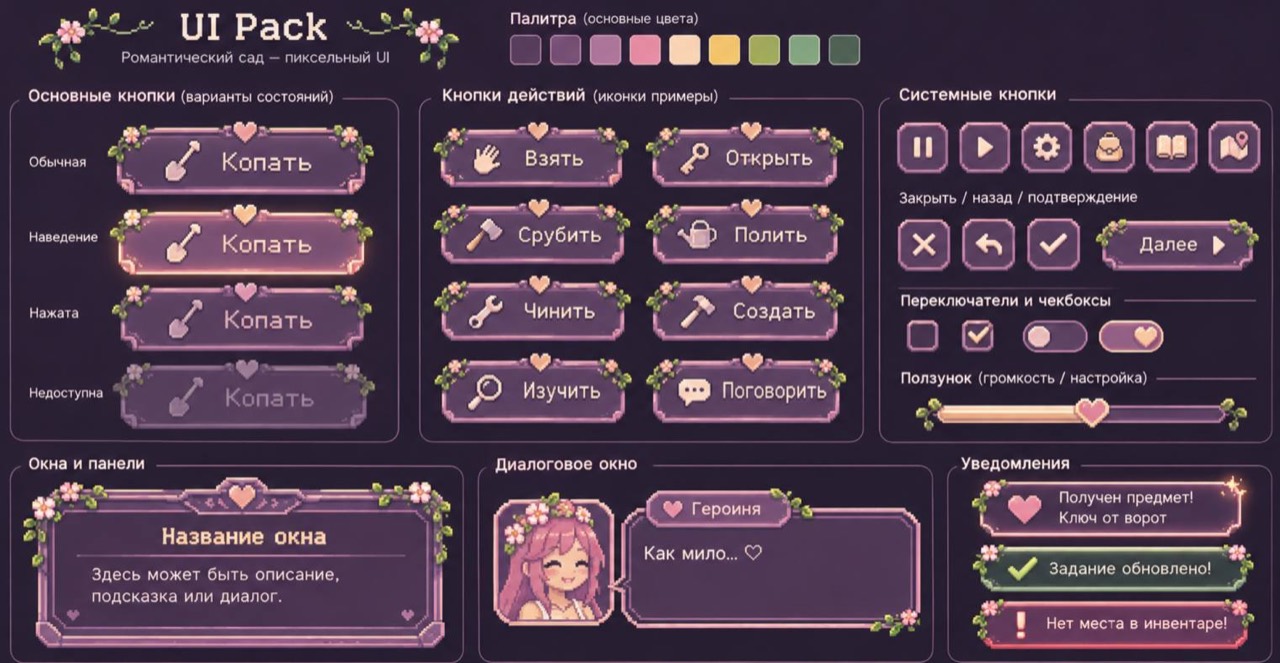 UI Pack
Романтический сад — пиксельный UI
Палитра (основные цвета)
Основные кнопки (варианты состояний)
Обычная
Копать
Наведение
Копать
Нажата
Копать
Недоступна
Копать
Кнопки действий (иконки примеры)
Взять
Открыть
Срубить
Полить
Чинить
Создать
Изучить
Поговорить
Системные кнопки
Закрыть / назад / подтверждение
Далее
Переключатели и чекбоксы
Ползунок (громкость / настройка)
Окна и панели
Название окна
Здесь может быть описание,
подсказка или диалог.
Диалоговое окно
Героиня
Как мило... ♡
Уведомления
Получен предмет!
Ключ от ворот
Задание обновлено!
Нет места в инвентаре!